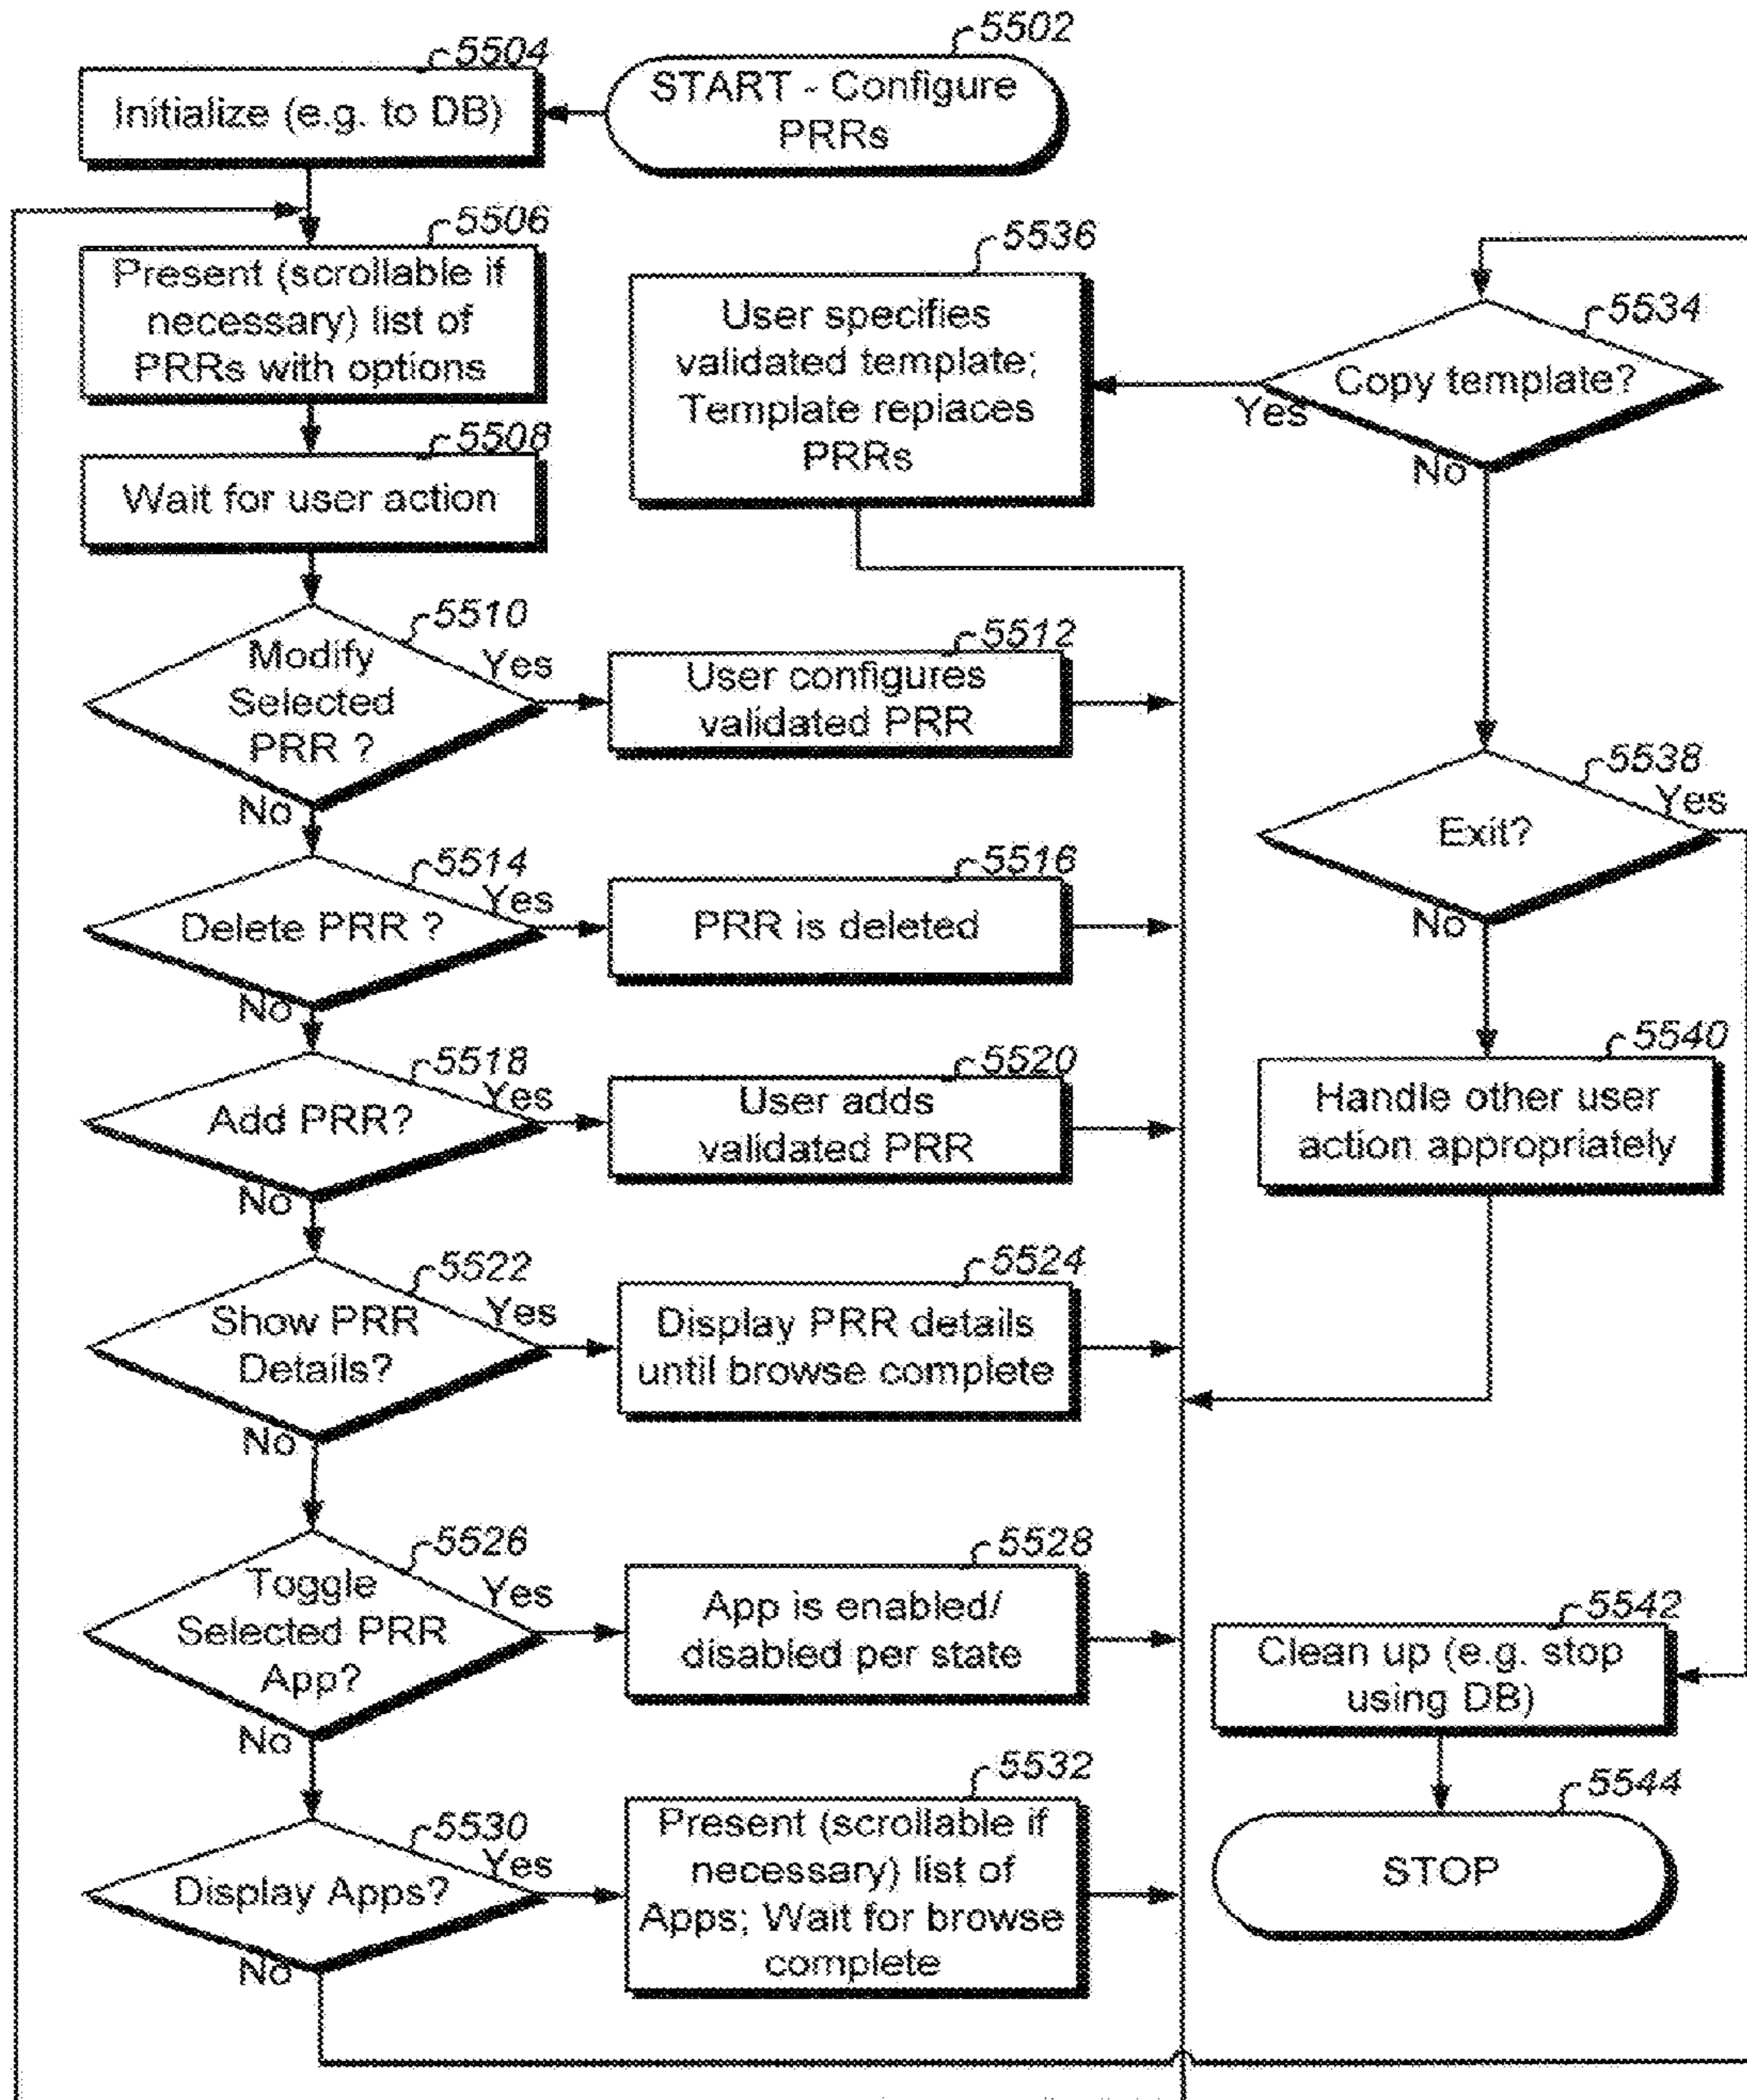 5502
START - Configure
PRRs
5504
Initialize (e.g. to DB)
5506
Present (scrollable if
necessary) list of
PRRs with options
5508
Wait for user action
5510
Modify
Selected
PRR ?
Yes
No
5512
User configures
validated PRR
5514
Delete PRR ?
Yes
No
5516
PRR is deleted
5518
Add PRR?
Yes
No
5520
User adds
validated PRR
5522
Show PRR
Details?
Yes
No
5524
Display PRR details
until browse complete
5526
Toggle
Selected PRR
App?
Yes
No
5528
App is enabled/
disabled per state
5530
Display Apps?
Yes
No
5532
Present (scrollable if
necessary) list of
Apps; Wait for browse
complete
5534
Copy template?
Yes
No
5536
User specifies
validated template;
Template replaces
PRRs
5538
Exit?
Yes
No
5540
Handle other user
action appropriately
5542
Clean up (e.g. stop
using DB)
5544
STOP